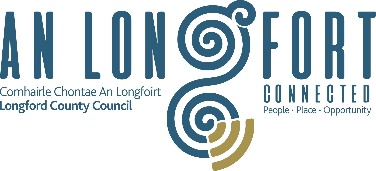 AN LONGFORT
Comhairle Chontae An Longfoirt
Longford County Council
CONNECTED
People · Place · Opportunity